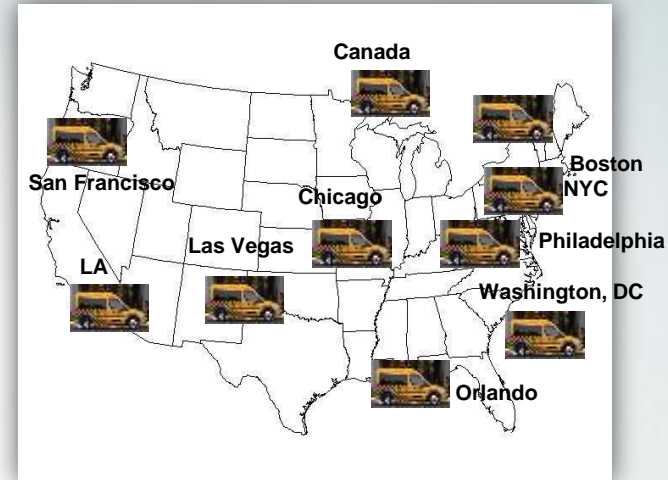 Canada
Boston
San Francisco
NYC
Chicago
Las Vegas
Philadelphia
LA
Washington, DC
Orlando